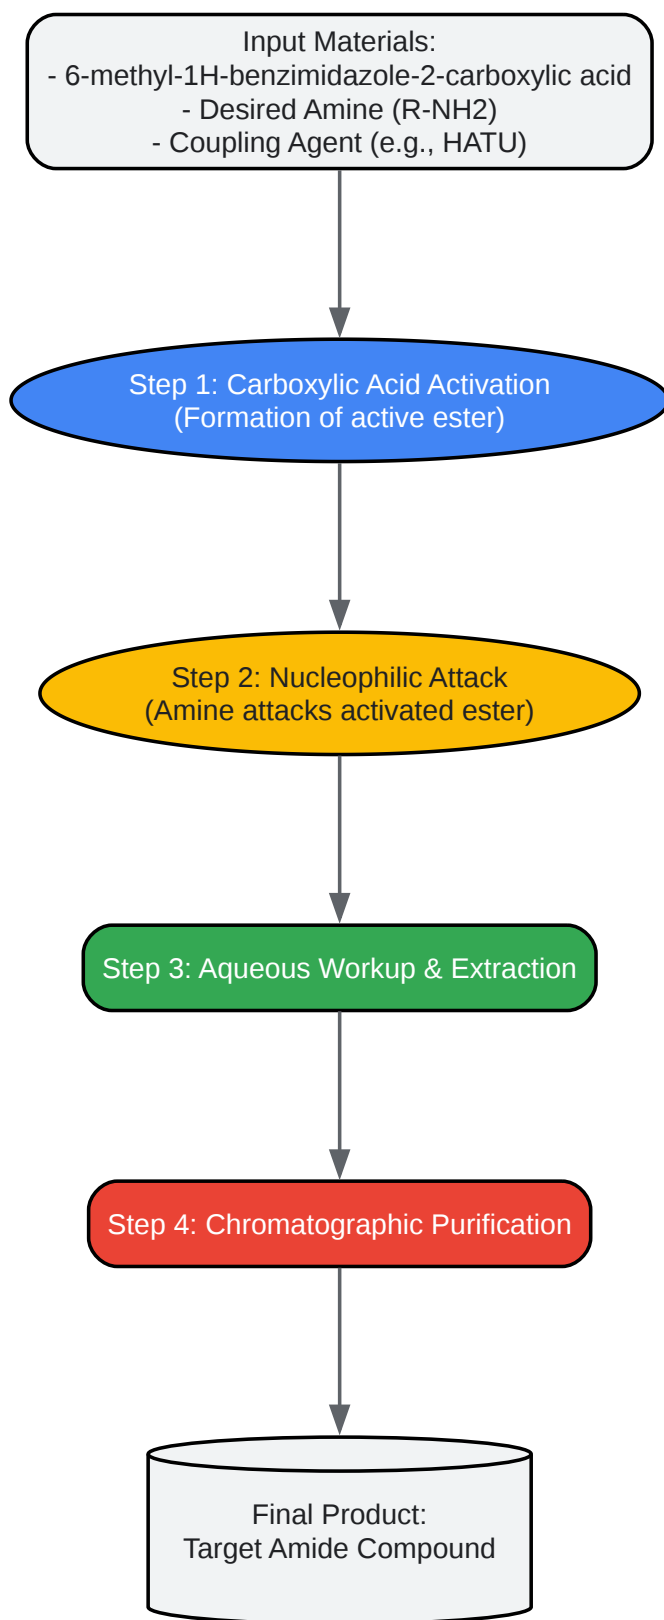 Input Materials:
- 6-methyl-1H-benzimidazole-2-carboxylic acid
- Desired Amine (R-NH2)
- Coupling Agent (e.g., HATU)
Step 1: Carboxylic Acid Activation
(Formation of active ester)
Step 2: Nucleophilic Attack
(Amine attacks activated ester)
Step 3: Aqueous Workup & Extraction
Step 4: Chromatographic Purification
Final Product:
Target Amide Compound